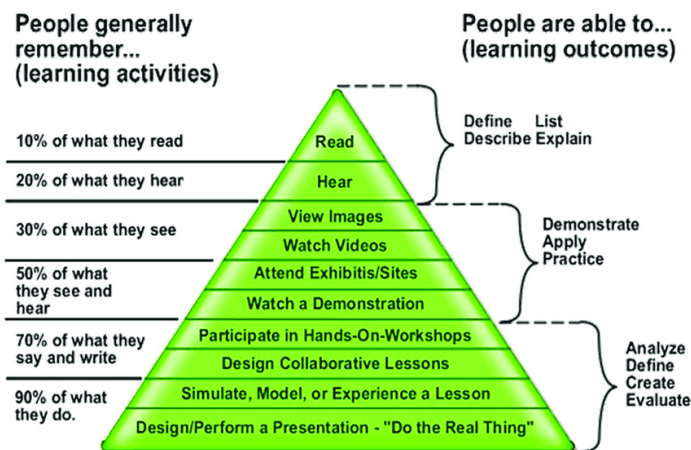 People generally
remember...
(learning activities)
People are able to...
(learning outcomes)
10% of what they read
20% of what they hear
30% of what they see
50% of what
they see and
hear
70% of what they
say and write
90% of what
they do.
Read
Hear
View Images
Watch Videos
Attend Exhibitis/Sites
Watch a Demonstration
Participate in Hands-On-Workshops
Design Collaborative Lessons
Simulate, Model, or Experience a Lesson
Design/Perform a Presentation - "Do the Real Thing"
Define List
Describe Explain
Demonstrate
Apply
Practice
Analyze
Define
Create
Evaluate